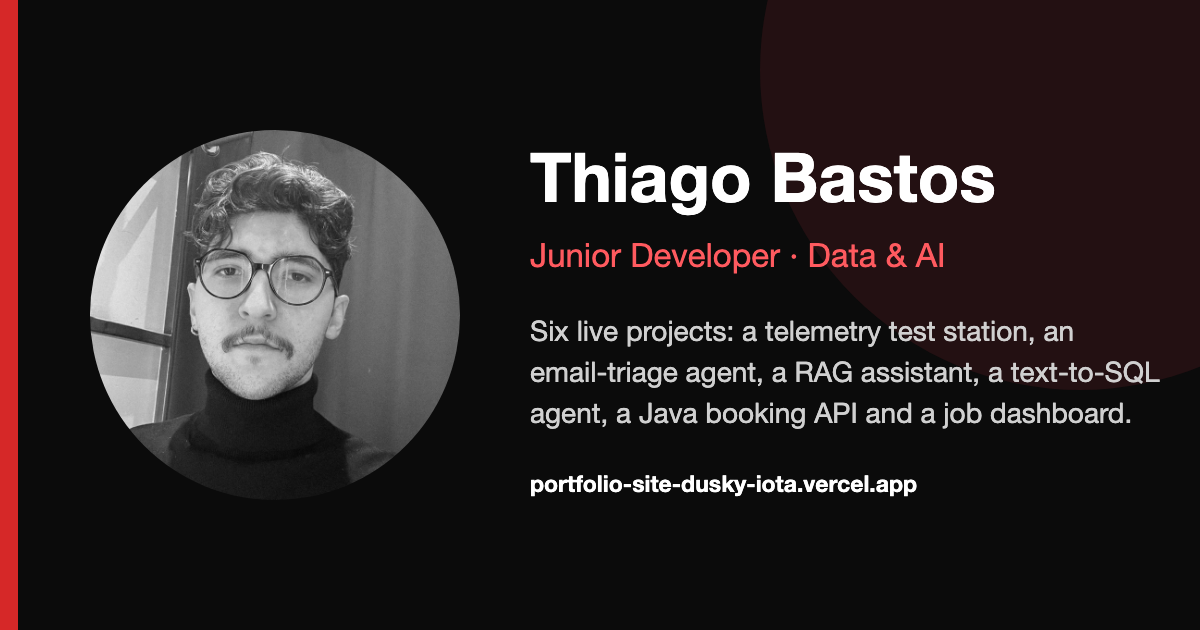 Thiago Bastos
Junior Developer · Data & AI
Six live projects: a telemetry test station, an
email-triage agent, a RAG assistant, a text-to-SQL
agent, a Java booking API and a job dashboard.
portfolio-site-dusky-iota.vercel.app